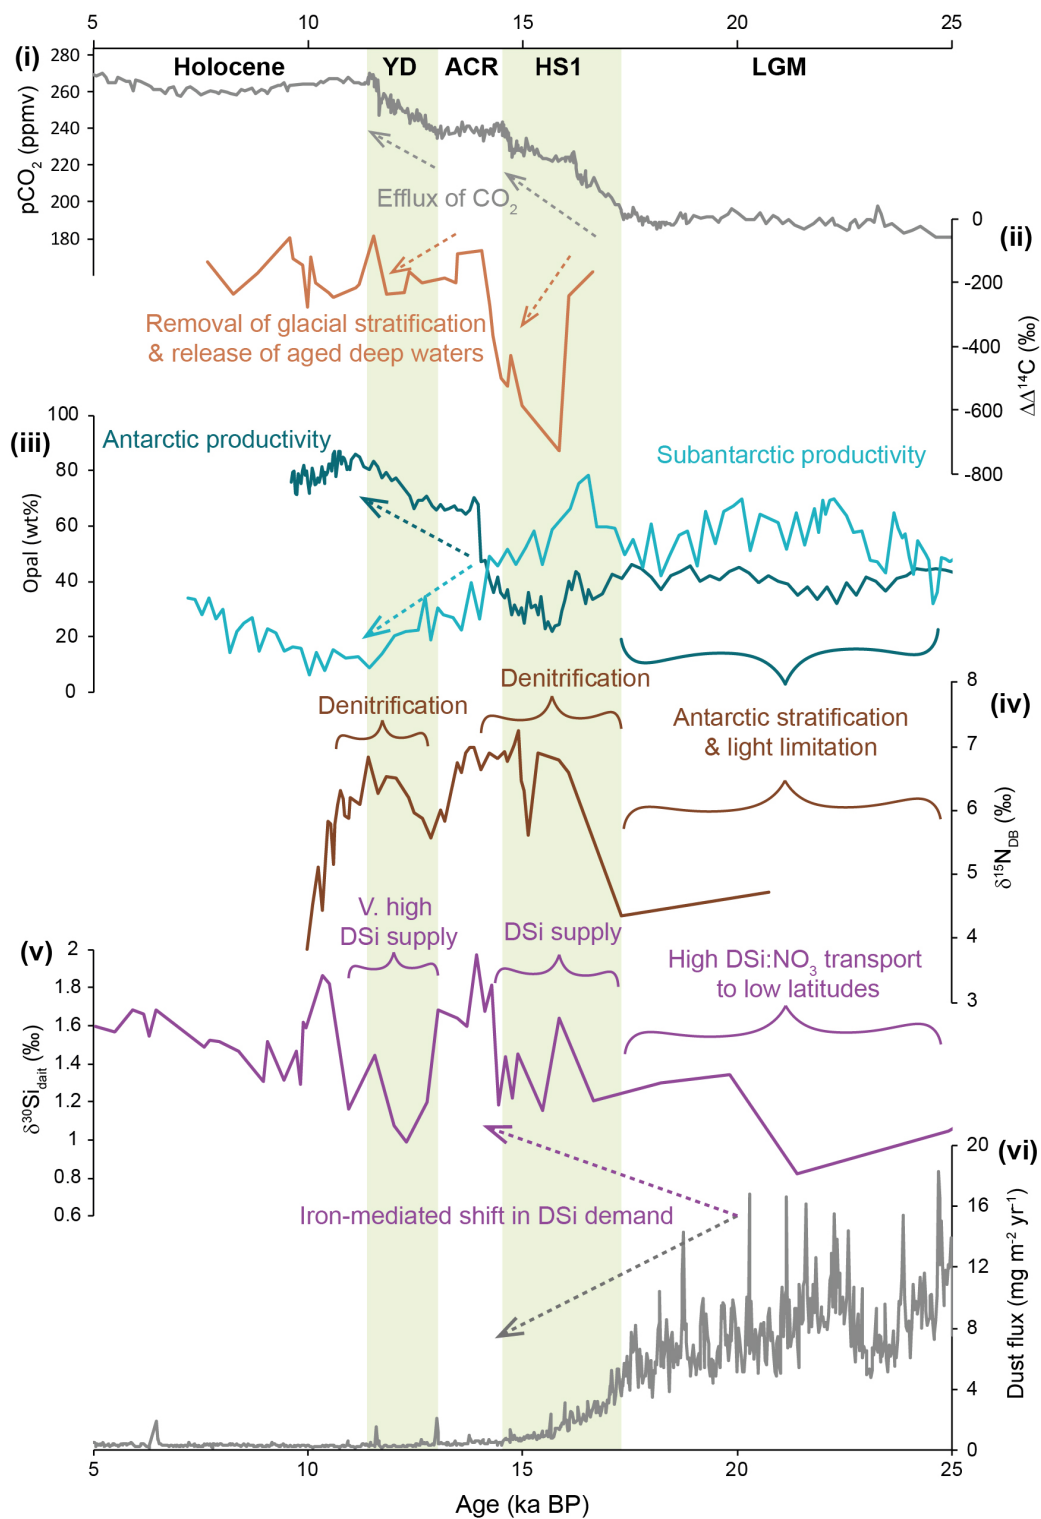 5 10 15 20 25
(i)
280
260
240
220
200
180
pCO2 (ppmv)
Holocene YD ACR HS1 LGM
Efflux of CO2
(ii)
0
-200
-400
-600
-800
ΔΔ14C (‰)
Removal of glacial stratification
& release of aged deep waters
(iii)
100
80
60
40
20
0
Opal (wt%)
Antarctic productivity
Subantarctic productivity
(iv)
8
7
6
5
4
3
δ15NDB (‰)
Denitrification
Denitrification
Antarctic stratification
& light limitation
(v)
2
1.8
1.6
1.4
1.2
1
0.8
0.6
δ30Sidait (‰)
V. high
DSi supply
DSi supply
High DSi:NO3 transport
to low latitudes
Iron-mediated shift in DSi demand
(vi)
20
16
12
8
4
0
Dust flux (mg m-2 yr-1)
5 10 15 20 25
Age (ka BP)